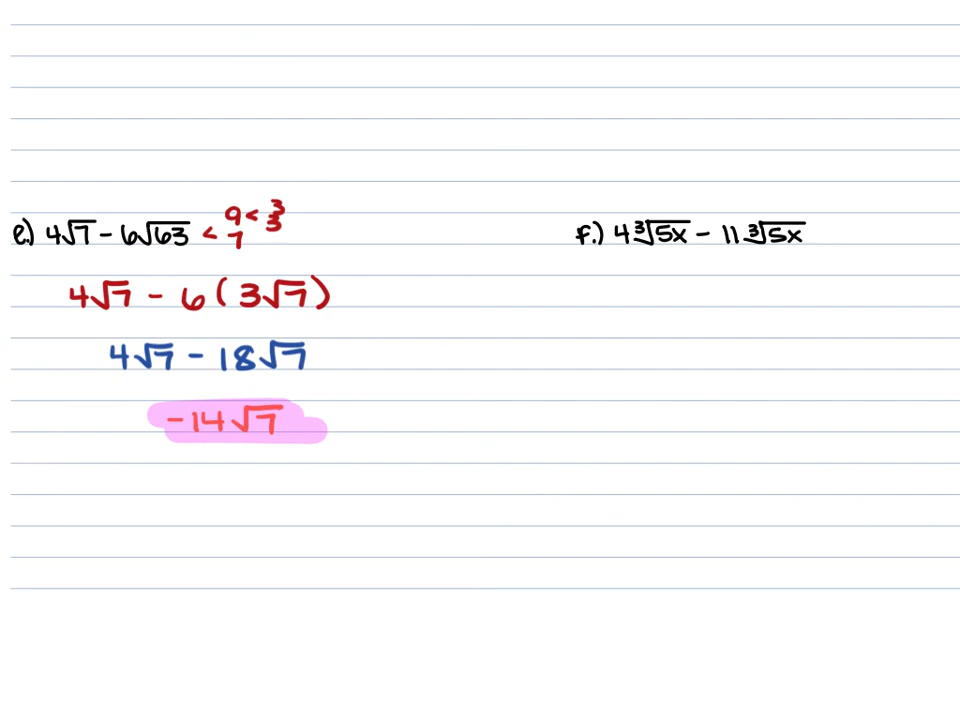 e.) 4√7 - 6√63 < 9 < 3 3
7
4√7 - 6(3√7)
4√7 - 18√7
-14√7
f.) 4∛5x - 11∛5x